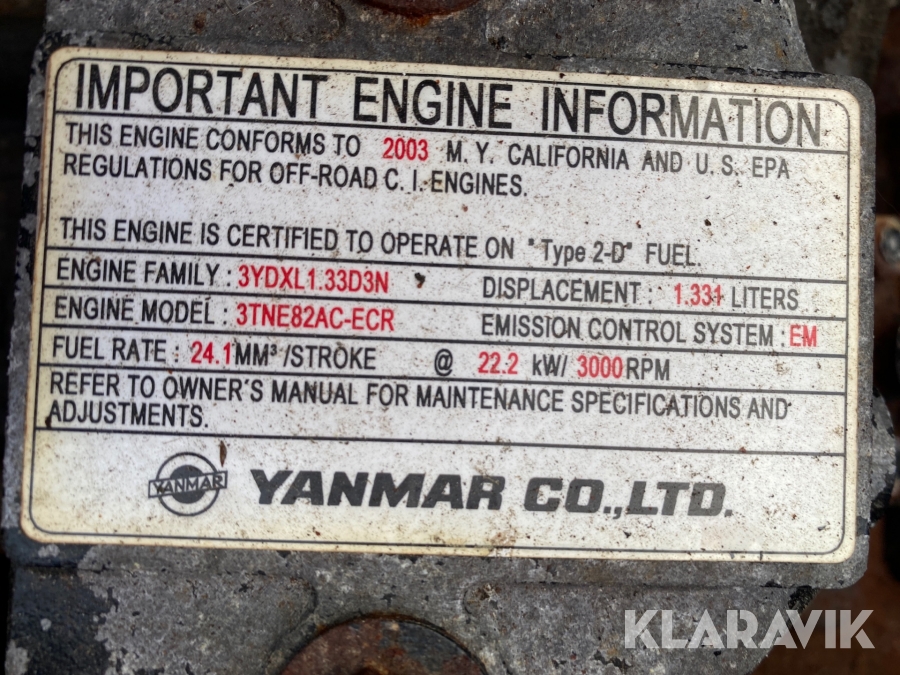 IMPORTANT ENGINE INFORMATION
THIS ENGINE CONFORMS TO 2003 M. Y. CALIFORNIA AND U. S. EPA
REGULATIONS FOR OFF-ROAD C. I. ENGINES.
THIS ENGINE IS CERTIFIED TO OPERATE ON "Type 2-D" FUEL.
ENGINE FAMILY : 3YDXL1.33D3N DISPLACEMENT : 1.331 LITERS
ENGINE MODEL : 3TNE82AC-ECR EMISSION CONTROL SYSTEM : EM
FUEL RATE : 24.1 MM³/STROKE @ 22.2 kW/ 3000 RPM
REFER TO OWNER'S MANUAL FOR MAINTENANCE SPECIFICATIONS AND
ADJUSTMENTS.
YANMAR YANMAR CO.,LTD.
KLARAVIK